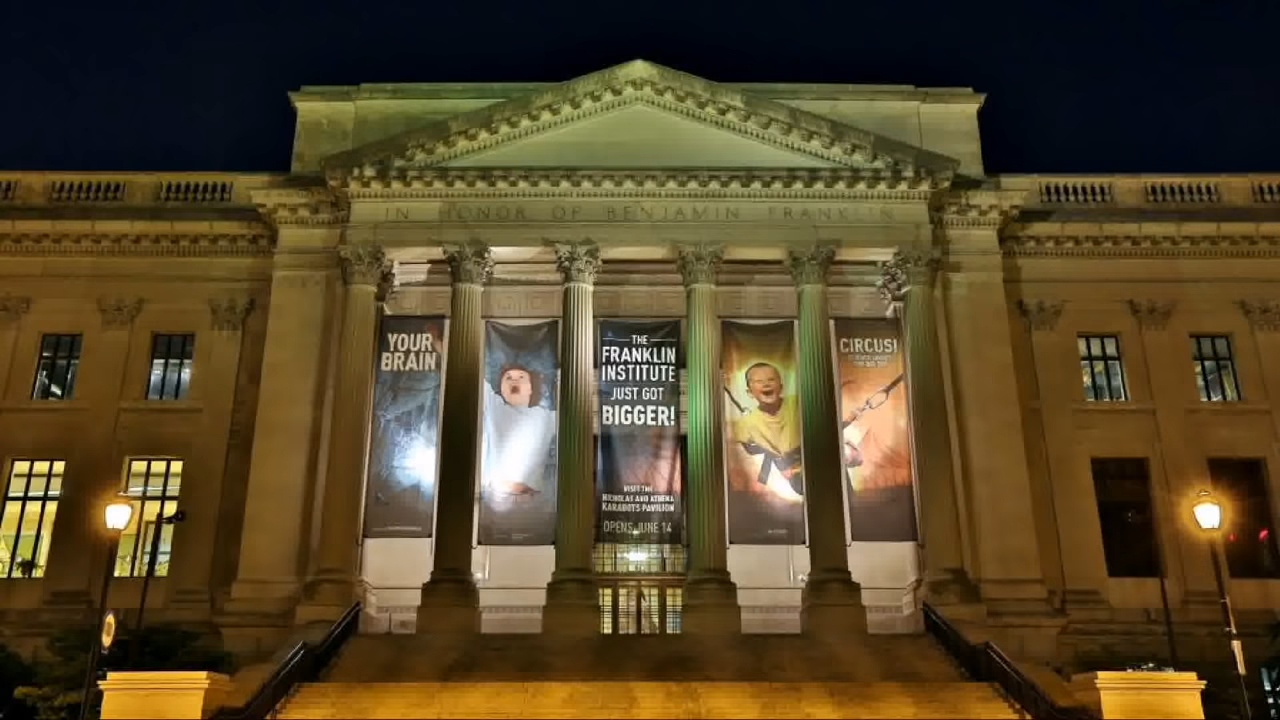 IN HONOR OF BENJAMIN FRANKLIN
YOUR
BRAIN
THE
FRANKLIN
INSTITUTE
JUST GOT
BIGGER!
VISIT THE
NICHOLAS AND ATHENA
KARABOTS PAVILION
OPENS JUNE 14
CIRCUS!